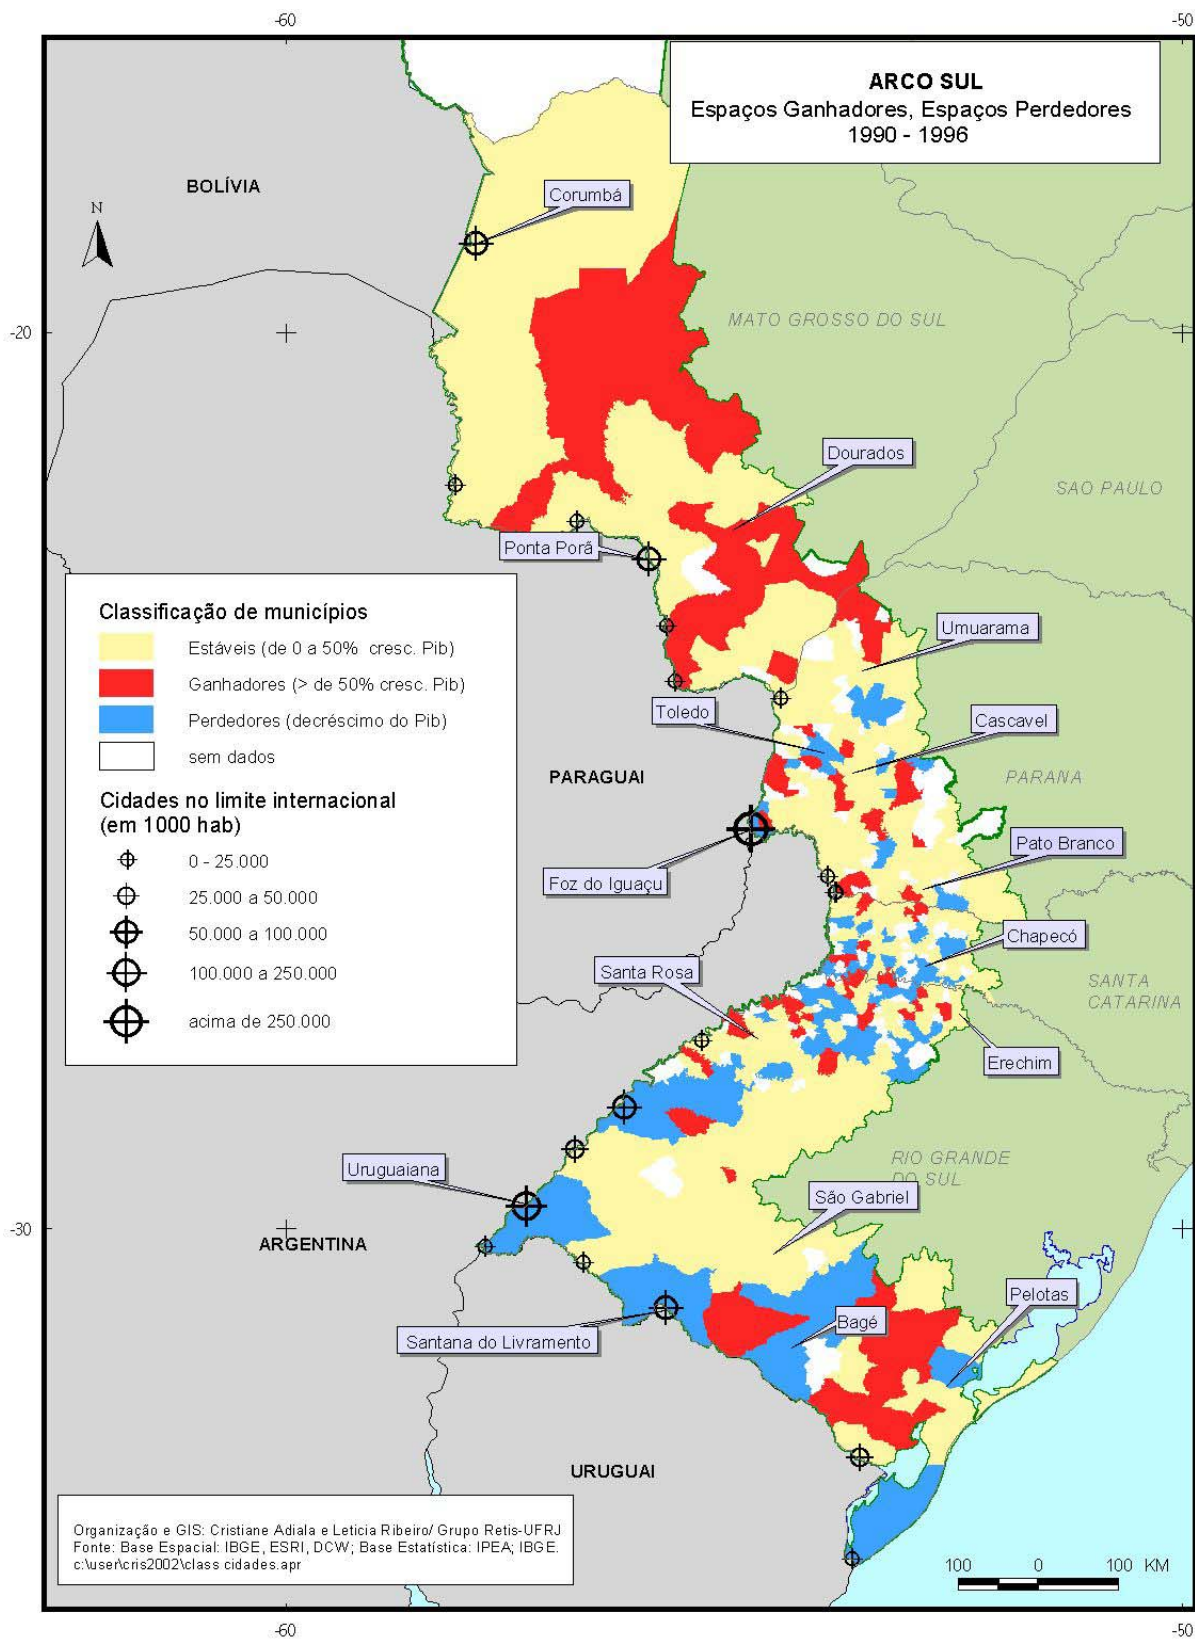 -60
-50
ARCO SUL
Espaços Ganhadores, Espaços Perdedores
1990 - 1996
BOLÍVIA
Corumbá
N
-20
MATO GROSSO DO SUL
Dourados
SAO PAULO
Ponta Porã
Classificação de municípios
Estáveis (de 0 a 50% cresc. Pib)
Ganhadores (> de 50% cresc. Pib)
Perdedores (decréscimo do Pib)
sem dados
Cidades no limite internacional
(em 1000 hab)
0 - 25.000
25.000 a 50.000
50.000 a 100.000
100.000 a 250.000
acima de 250.000
Umuarama
Toledo
Cascavel
PARAGUAI
PARANA
Pato Branco
Foz do Iguaçu
Chapecó
Santa Rosa
SANTA
CATARINA
Erechim
RIO GRANDE
DO SUL
Uruguaiana
São Gabriel
-30
ARGENTINA
Pelotas
Bagé
Santana do Livramento
URUGUAI
Organização e GIS: Cristiane Adiala e Leticia Ribeiro/ Grupo Retis-UFRJ
Fonte: Base Espacial: IBGE, ESRI, DCW; Base Estatística: IPEA; IBGE.
c:\user\cris2002\class cidades.apr
100 0 100 KM
-60
-50